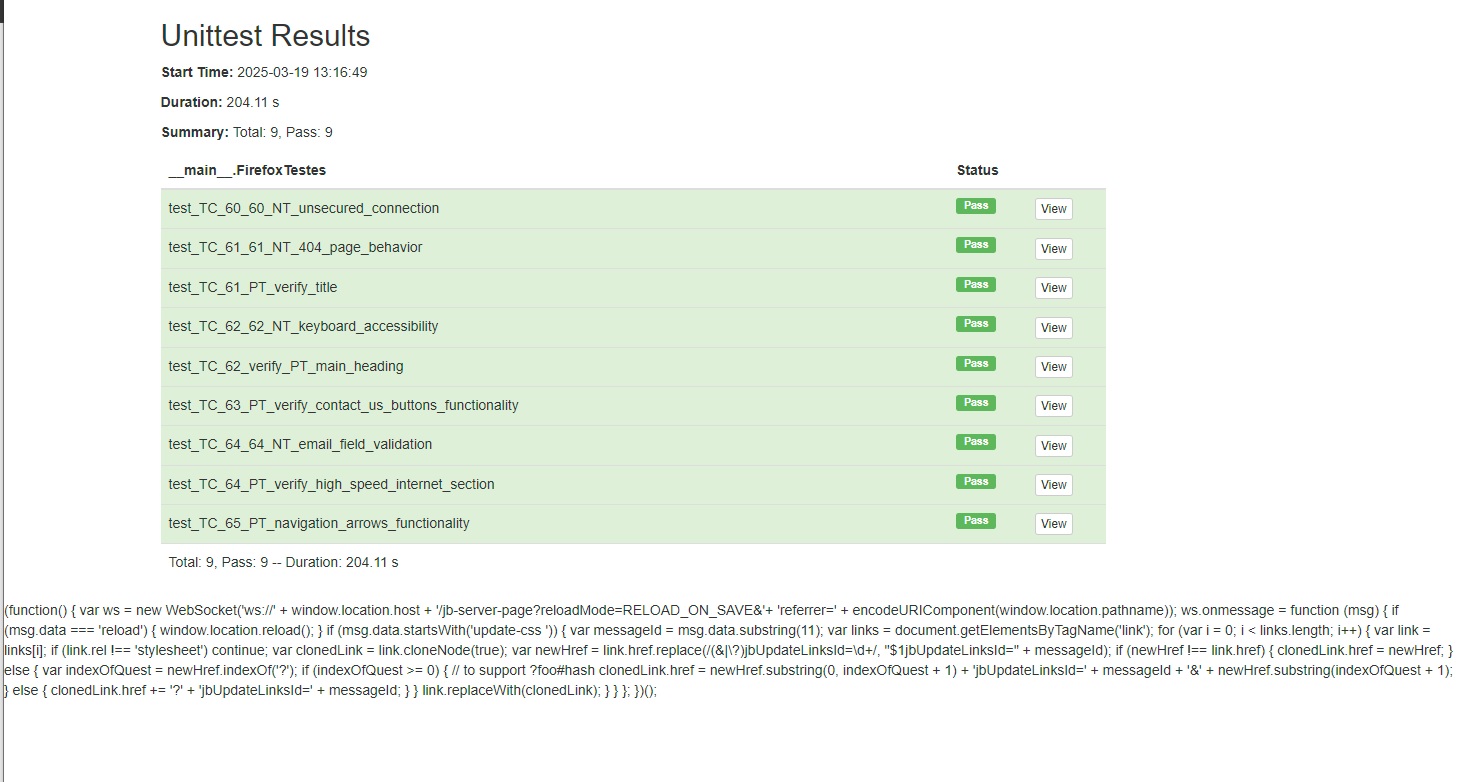 Unittest Results
Start Time: 2025-03-19 13:16:49
Duration: 204.11 s
Summary: Total: 9, Pass: 9
__main__.FirefoxTestes Status
test_TC_60_60_NT_unsecured_connection Pass View
test_TC_61_61_NT_404_page_behavior Pass View
test_TC_61_PT_verify_title Pass View
test_TC_62_62_NT_keyboard_accessibility Pass View
test_TC_62_verify_PT_main_heading Pass View
test_TC_63_PT_verify_contact_us_buttons_functionality Pass View
test_TC_64_64_NT_email_field_validation Pass View
test_TC_64_PT_verify_high_speed_internet_section Pass View
test_TC_65_PT_navigation_arrows_functionality Pass View
Total: 9, Pass: 9 -- Duration: 204.11 s
(function() { var ws = new WebSocket('ws://' + window.location.host + '/jb-server-page?reloadMode=RELOAD_ON_SAVE&'+ 'referrer=' + encodeURIComponent(window.location.pathname)); ws.onmessage = function (msg) { if
(msg.data === 'reload') { window.location.reload(); } if (msg.data.startsWith('update-css ')) { var messageId = msg.data.substring(11); var links = document.getElementsByTagName('link'); for (var i = 0; i < links.length; i++) { var link =
links[i]; if (link.rel !== 'stylesheet') continue; var clonedLink = link.cloneNode(true); var newHref = link.href.replace(/(&|\?)jbUpdateLinksId=\d+/, "$1jbUpdateLinksId=" + messageId); if (newHref !== link.href) { clonedLink.href = newHref; }
else { var indexOfQuest = newHref.indexOf('?'); if (indexOfQuest >= 0) { // to support ?foo#hash clonedLink.href = newHref.substring(0, indexOfQuest + 1) + 'jbUpdateLinksId=' + messageId + '&' + newHref.substring(indexOfQuest + 1);
} else { clonedLink.href += '?' + 'jbUpdateLinksId=' + messageId; } } link.replaceWith(clonedLink); } } }; })();